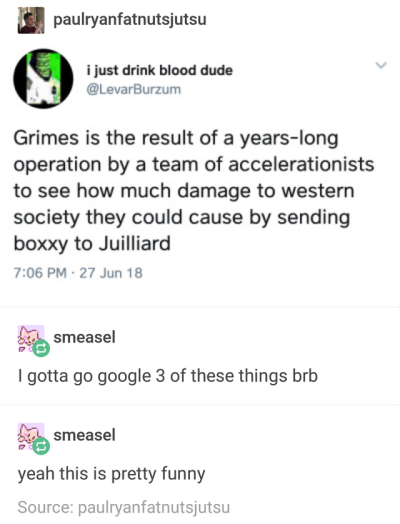 paulryanfatnutsjutsu
i just drink blood dude
@LevarBurzum
Grimes is the result of a years-long
operation by a team of accelerationists
to see how much damage to western
society they could cause by sending
boxxy to Juilliard
7:06 PM · 27 Jun 18
smeasel
I gotta go google 3 of these things brb
smeasel
yeah this is pretty funny
Source: paulryanfatnutsjutsu